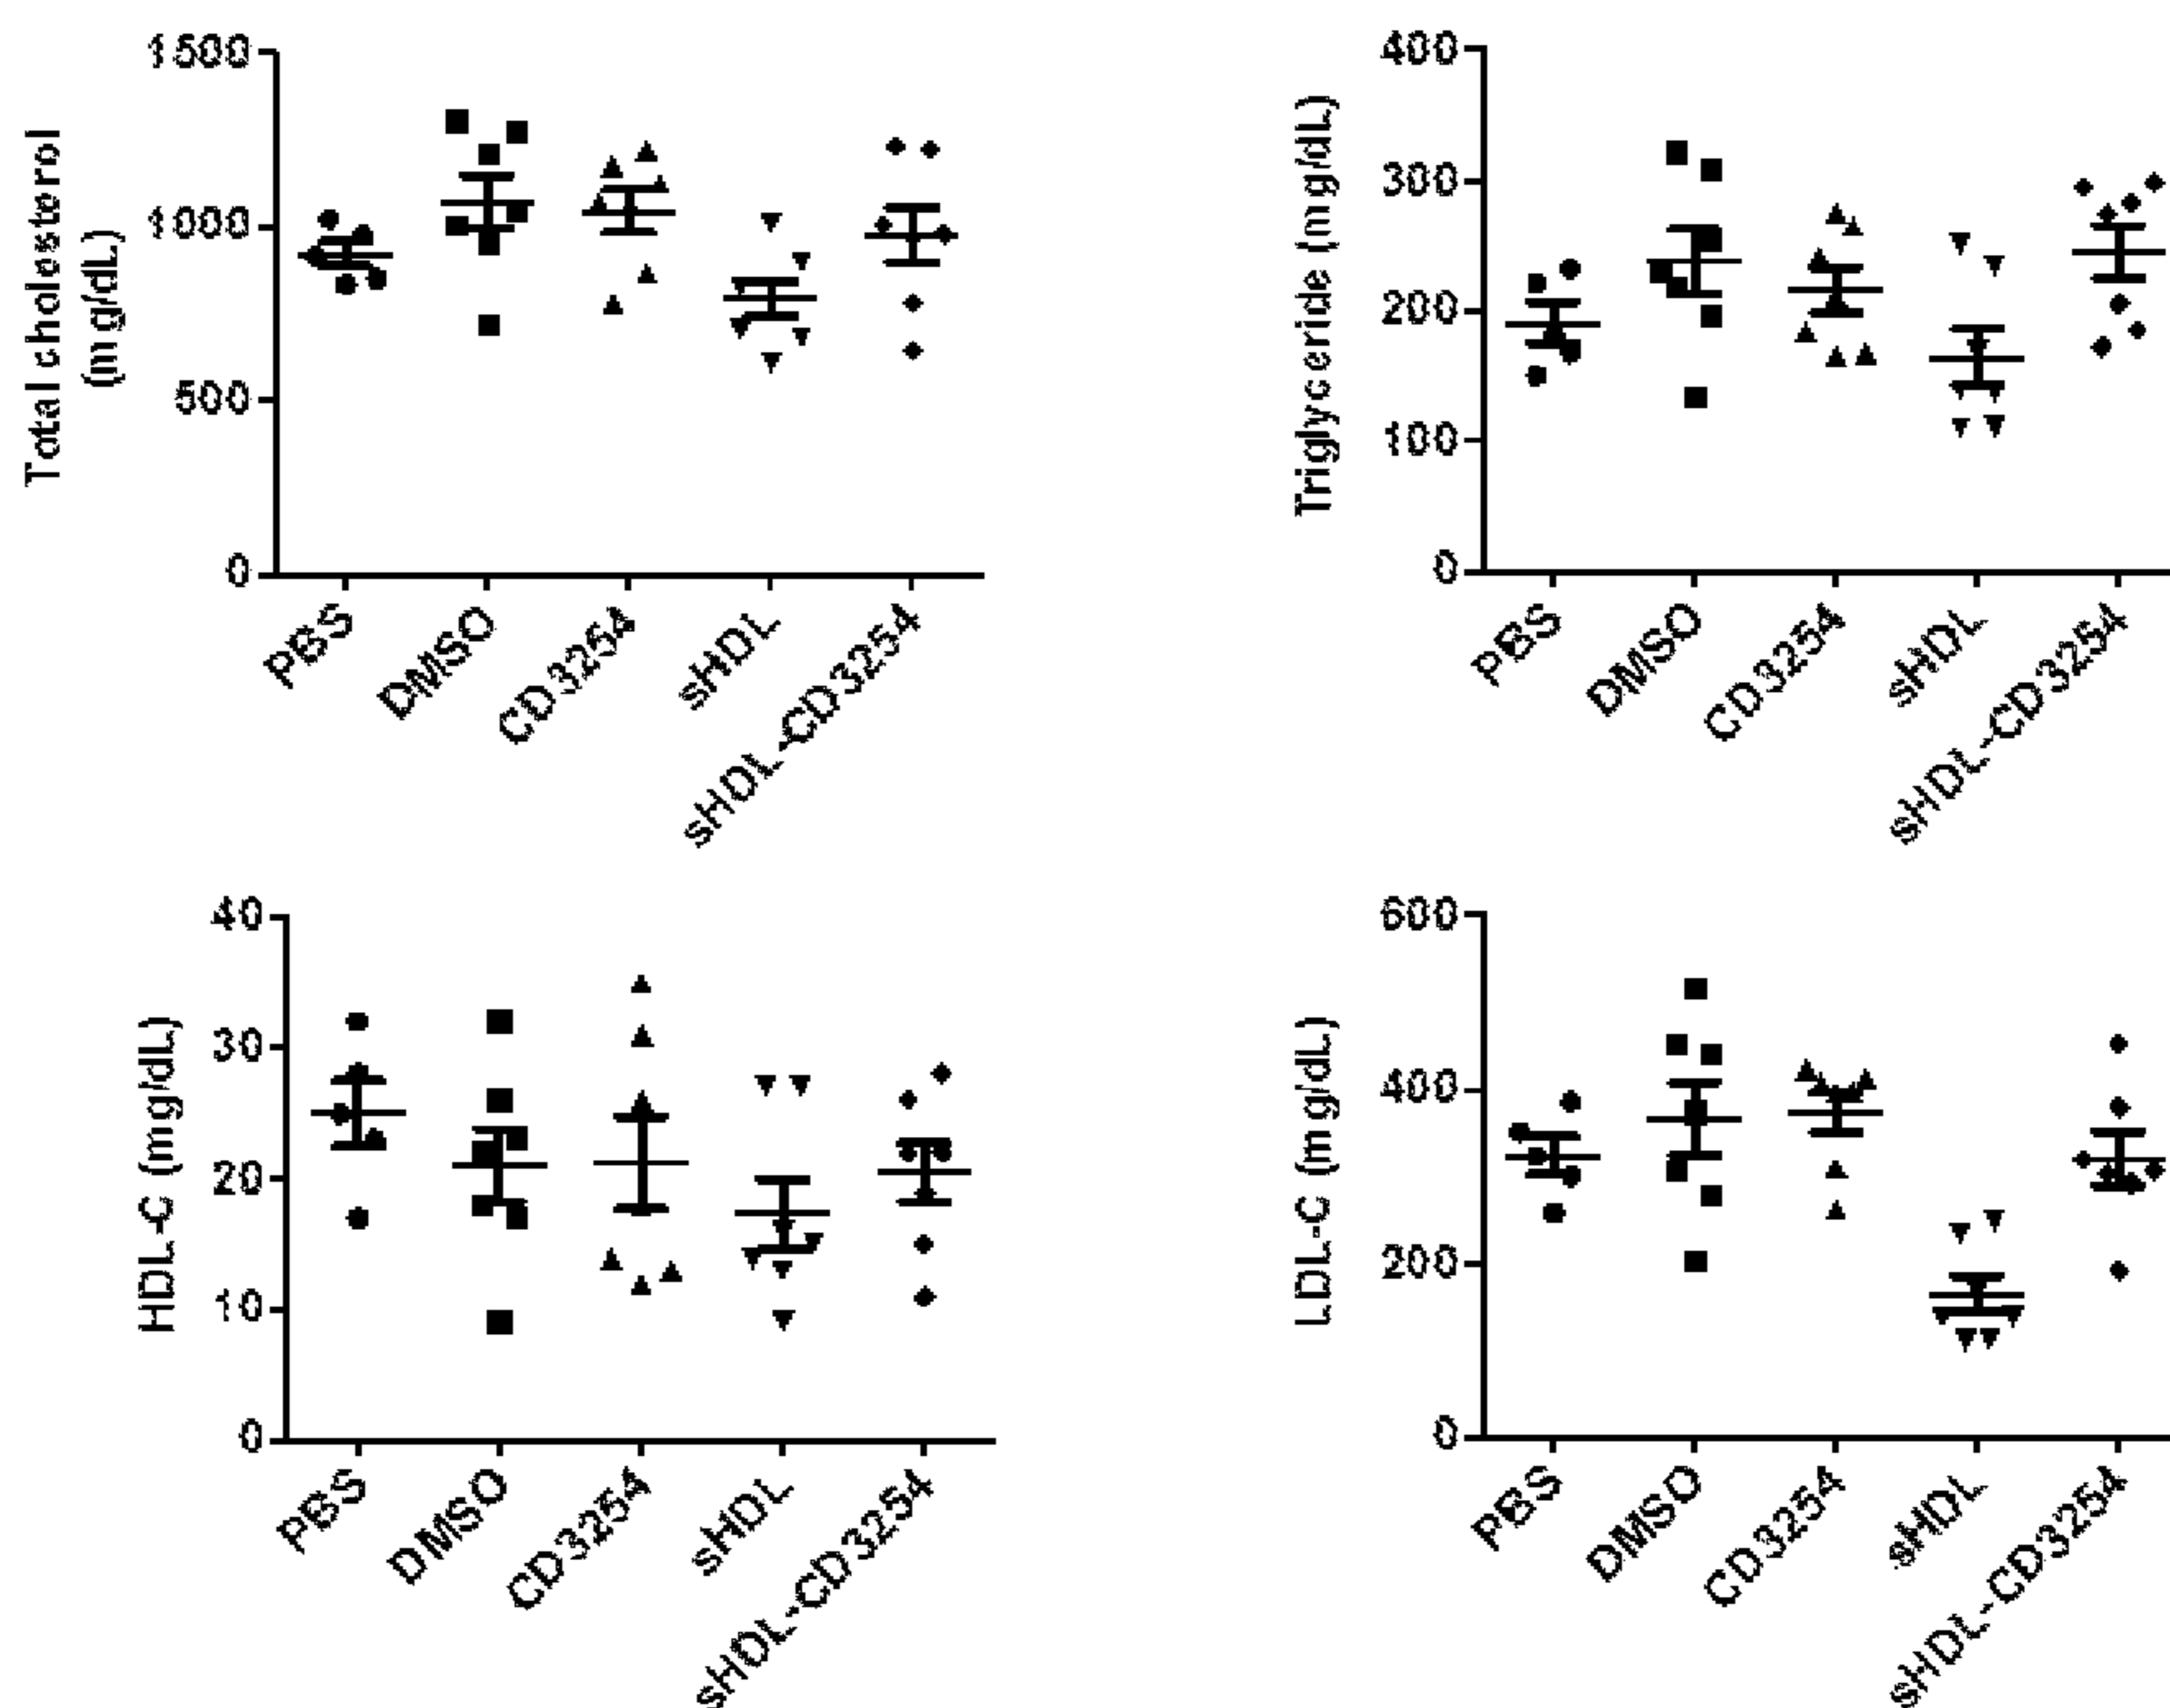 Total cholesterol
(mg/dL)
1500
1000
500
0
PBS
DMSO
CD3254
sHDL
sHDL-CD3254
Triglyceride (mg/dL)
400
300
200
100
0
PBS
DMSO
CD3254
sHDL
sHDL-CD3254
HDL-C (mg/dL)
40
30
20
10
0
PBS
DMSO
CD3254
sHDL
sHDL-CD3254
LDL-C (mg/dL)
600
400
200
0
PBS
DMSO
CD3254
sHDL
sHDL-CD3254